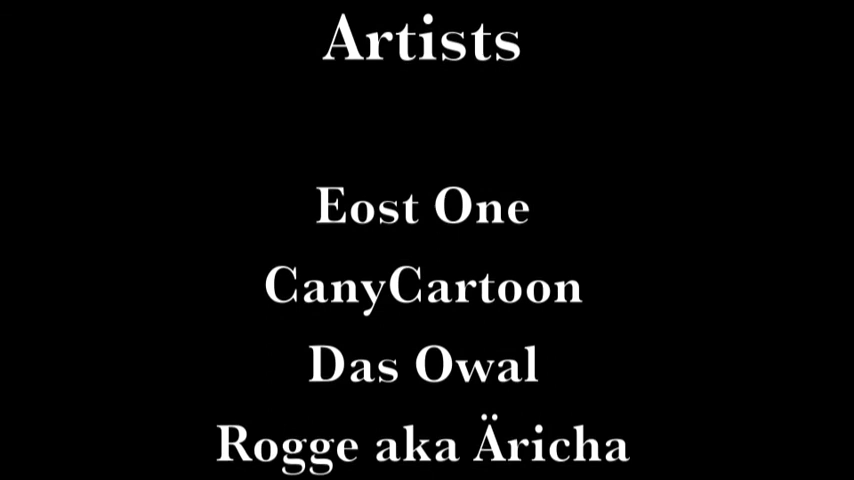 Artists
Eost One
CanyCartoon
Das Owal
Rogge aka Äricha